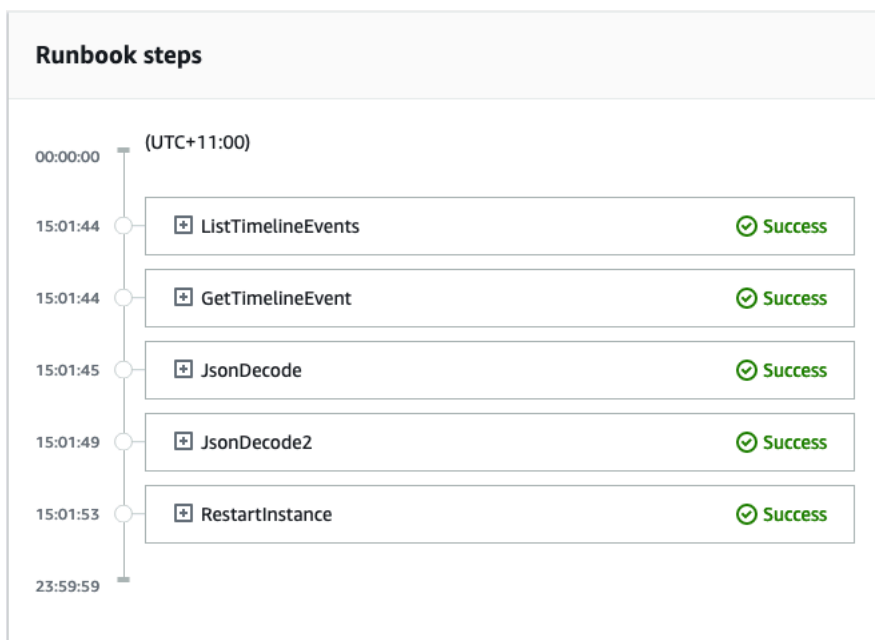 Runbook steps
(UTC+11:00)
00:00:00
15:01:44 ListTimelineEvents Success
15:01:44 GetTimelineEvent Success
15:01:45 JsonDecode Success
15:01:49 JsonDecode2 Success
15:01:53 RestartInstance Success
23:59:59